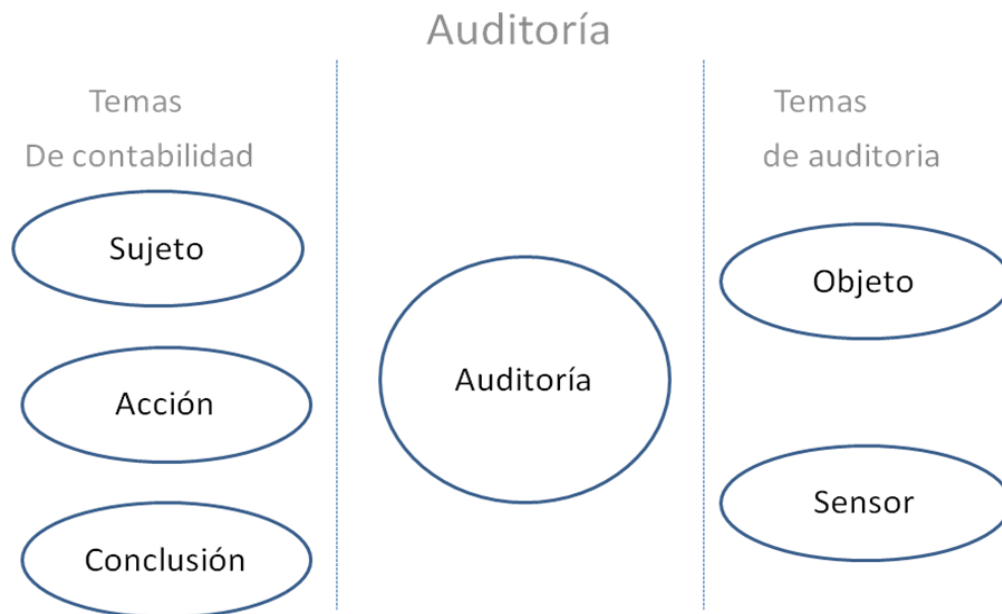 Auditoría
Temas
De contabilidad
Sujeto
Acción
Conclusión
Auditoría
Temas
de auditoria
Objeto
Sensor